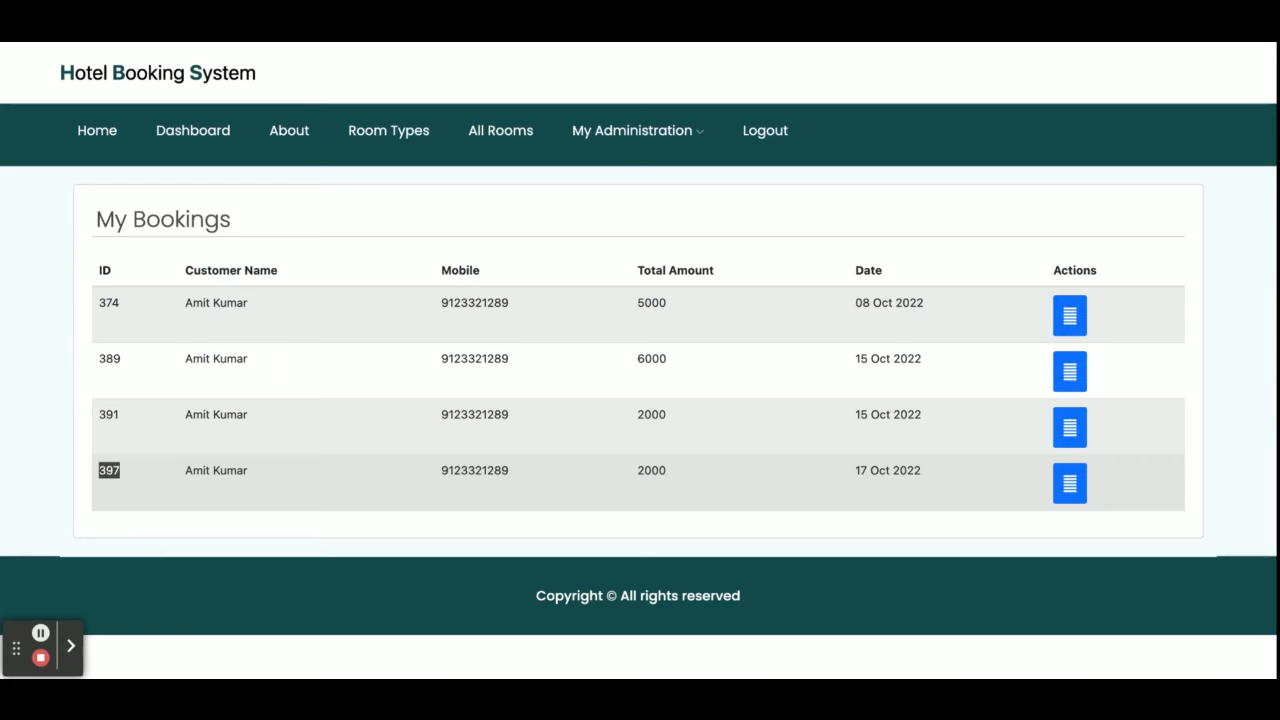 Hotel Booking System
Home Dashboard About Room Types All Rooms My Administration Logout
My Bookings
ID Customer Name Mobile Total Amount Date Actions
374 Amit Kumar 9123321289 5000 08 Oct 2022
389 Amit Kumar 9123321289 6000 15 Oct 2022
391 Amit Kumar 9123321289 2000 15 Oct 2022
397 Amit Kumar 9123321289 2000 17 Oct 2022
Copyright © All rights reserved